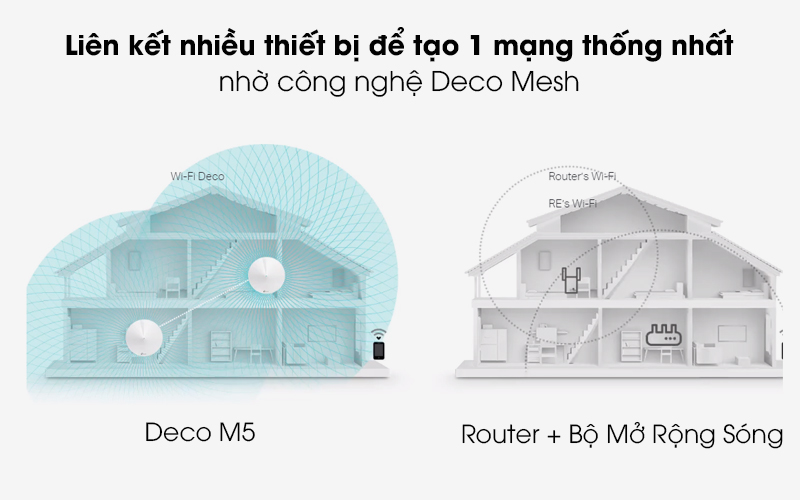 Liên kết nhiều thiết bị để tạo 1 mạng thống nhất
nhờ công nghệ Deco Mesh
Wi-Fi Deco
Router's Wi-Fi
RE's Wi-Fi
Deco M5
Router + Bộ Mở Rộng Sóng